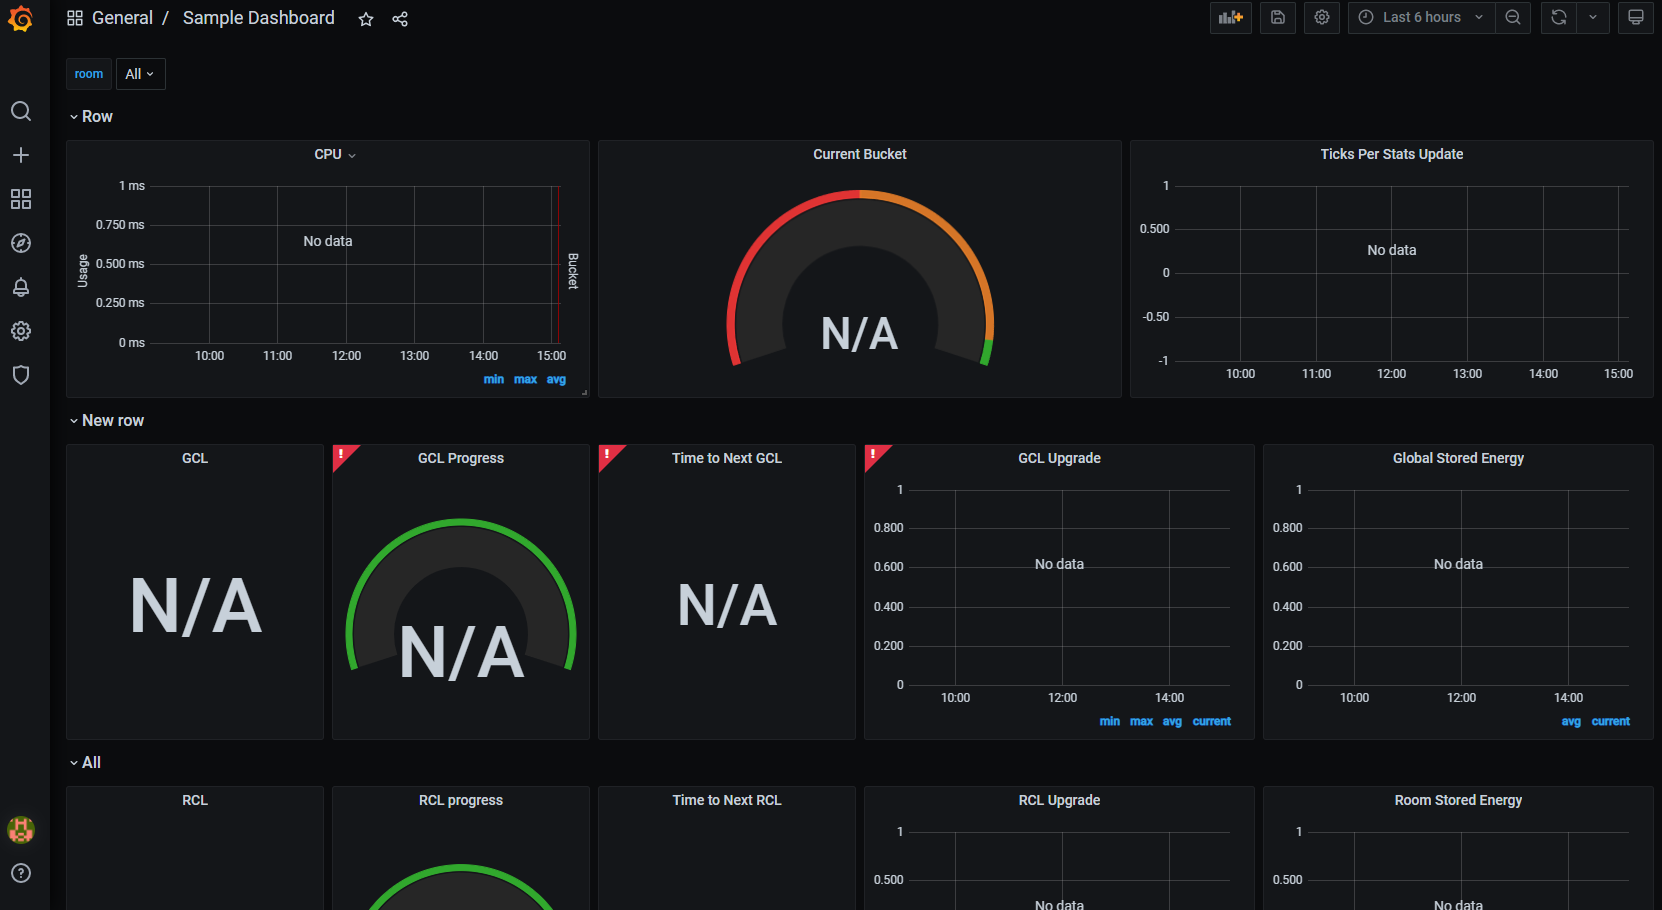 General / Sample Dashboard
Last 6 hours
room All
Row
CPU
1 ms
0.750 ms
0.500 ms
0.250 ms
0 ms
Usage
No data
Bucket
10:00 11:00 12:00 13:00 14:00 15:00
min max avg
Current Bucket
N/A
Ticks Per Stats Update
1
0.500
0
-0.50
-1
No data
10:00 11:00 12:00 13:00 14:00 15:00
New row
GCL
N/A
!
GCL Progress
N/A
!
Time to Next GCL
N/A
!
GCL Upgrade
1
0.800
0.600
0.400
0.200
0
No data
10:00 12:00 14:00
min max avg current
Global Stored Energy
1
0.800
0.600
0.400
0.200
0
No data
10:00 12:00 14:00
avg current
All
RCL
RCL progress
Time to Next RCL
RCL Upgrade
1
0.500
No data
Room Stored Energy
1
0.500
No data